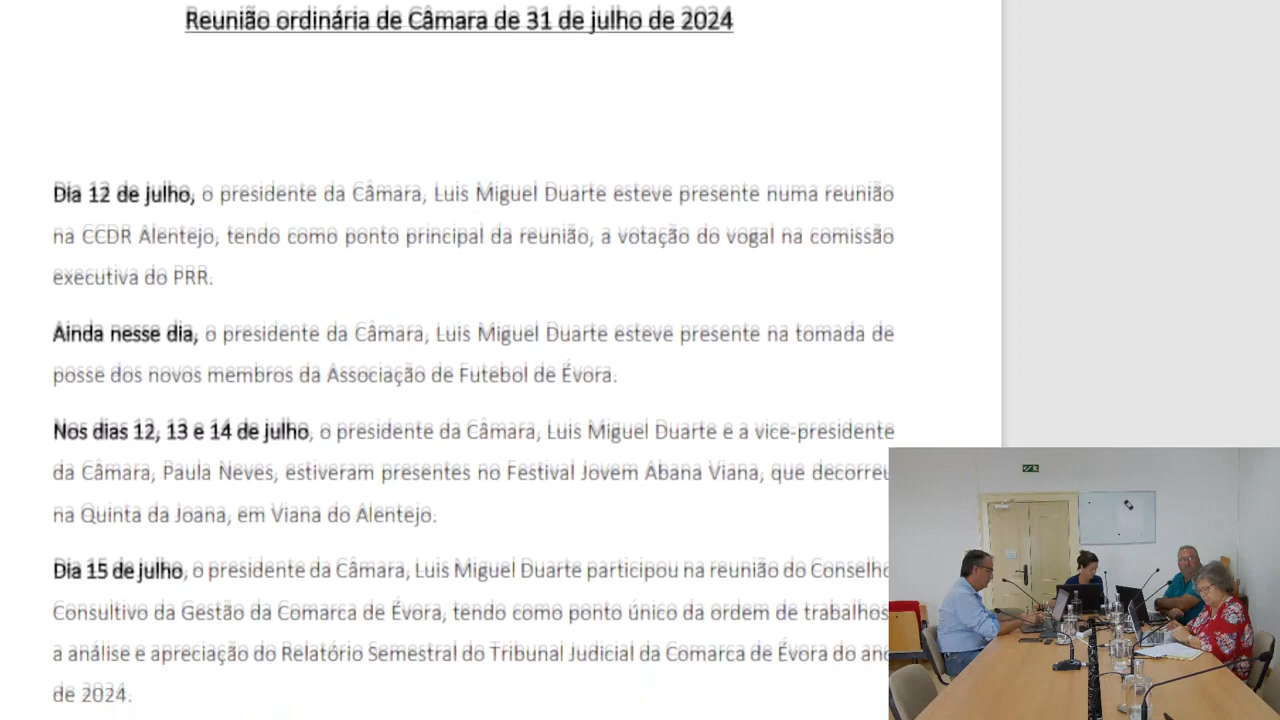 Reunião ordinária de Câmara de 31 de julho de 2024
Dia 12 de julho, o presidente da Câmara, Luis Miguel Duarte esteve presente numa reunião
na CCDR Alentejo, tendo como ponto principal da reunião, a votação do vogal na comissão
executiva do PRR.
Ainda nesse dia, o presidente da Câmara, Luis Miguel Duarte esteve presente na tomada de
posse dos novos membros da Associação de Futebol de Évora.
Nos dias 12, 13 e 14 de julho, o presidente da Câmara, Luis Miguel Duarte e a vice-presidente
da Câmara, Paula Neves, estiveram presentes no Festival Jovem Abana Viana, que decorreu
na Quinta da Joana, em Viana do Alentejo.
Dia 15 de julho, o presidente da Câmara, Luis Miguel Duarte participou na reunião do Conselho
Consultivo da Gestão da Comarca de Évora, tendo como ponto único da ordem de trabalhos
a análise e apreciação do Relatório Semestral do Tribunal Judicial da Comarca de Évora do ano
de 2024.